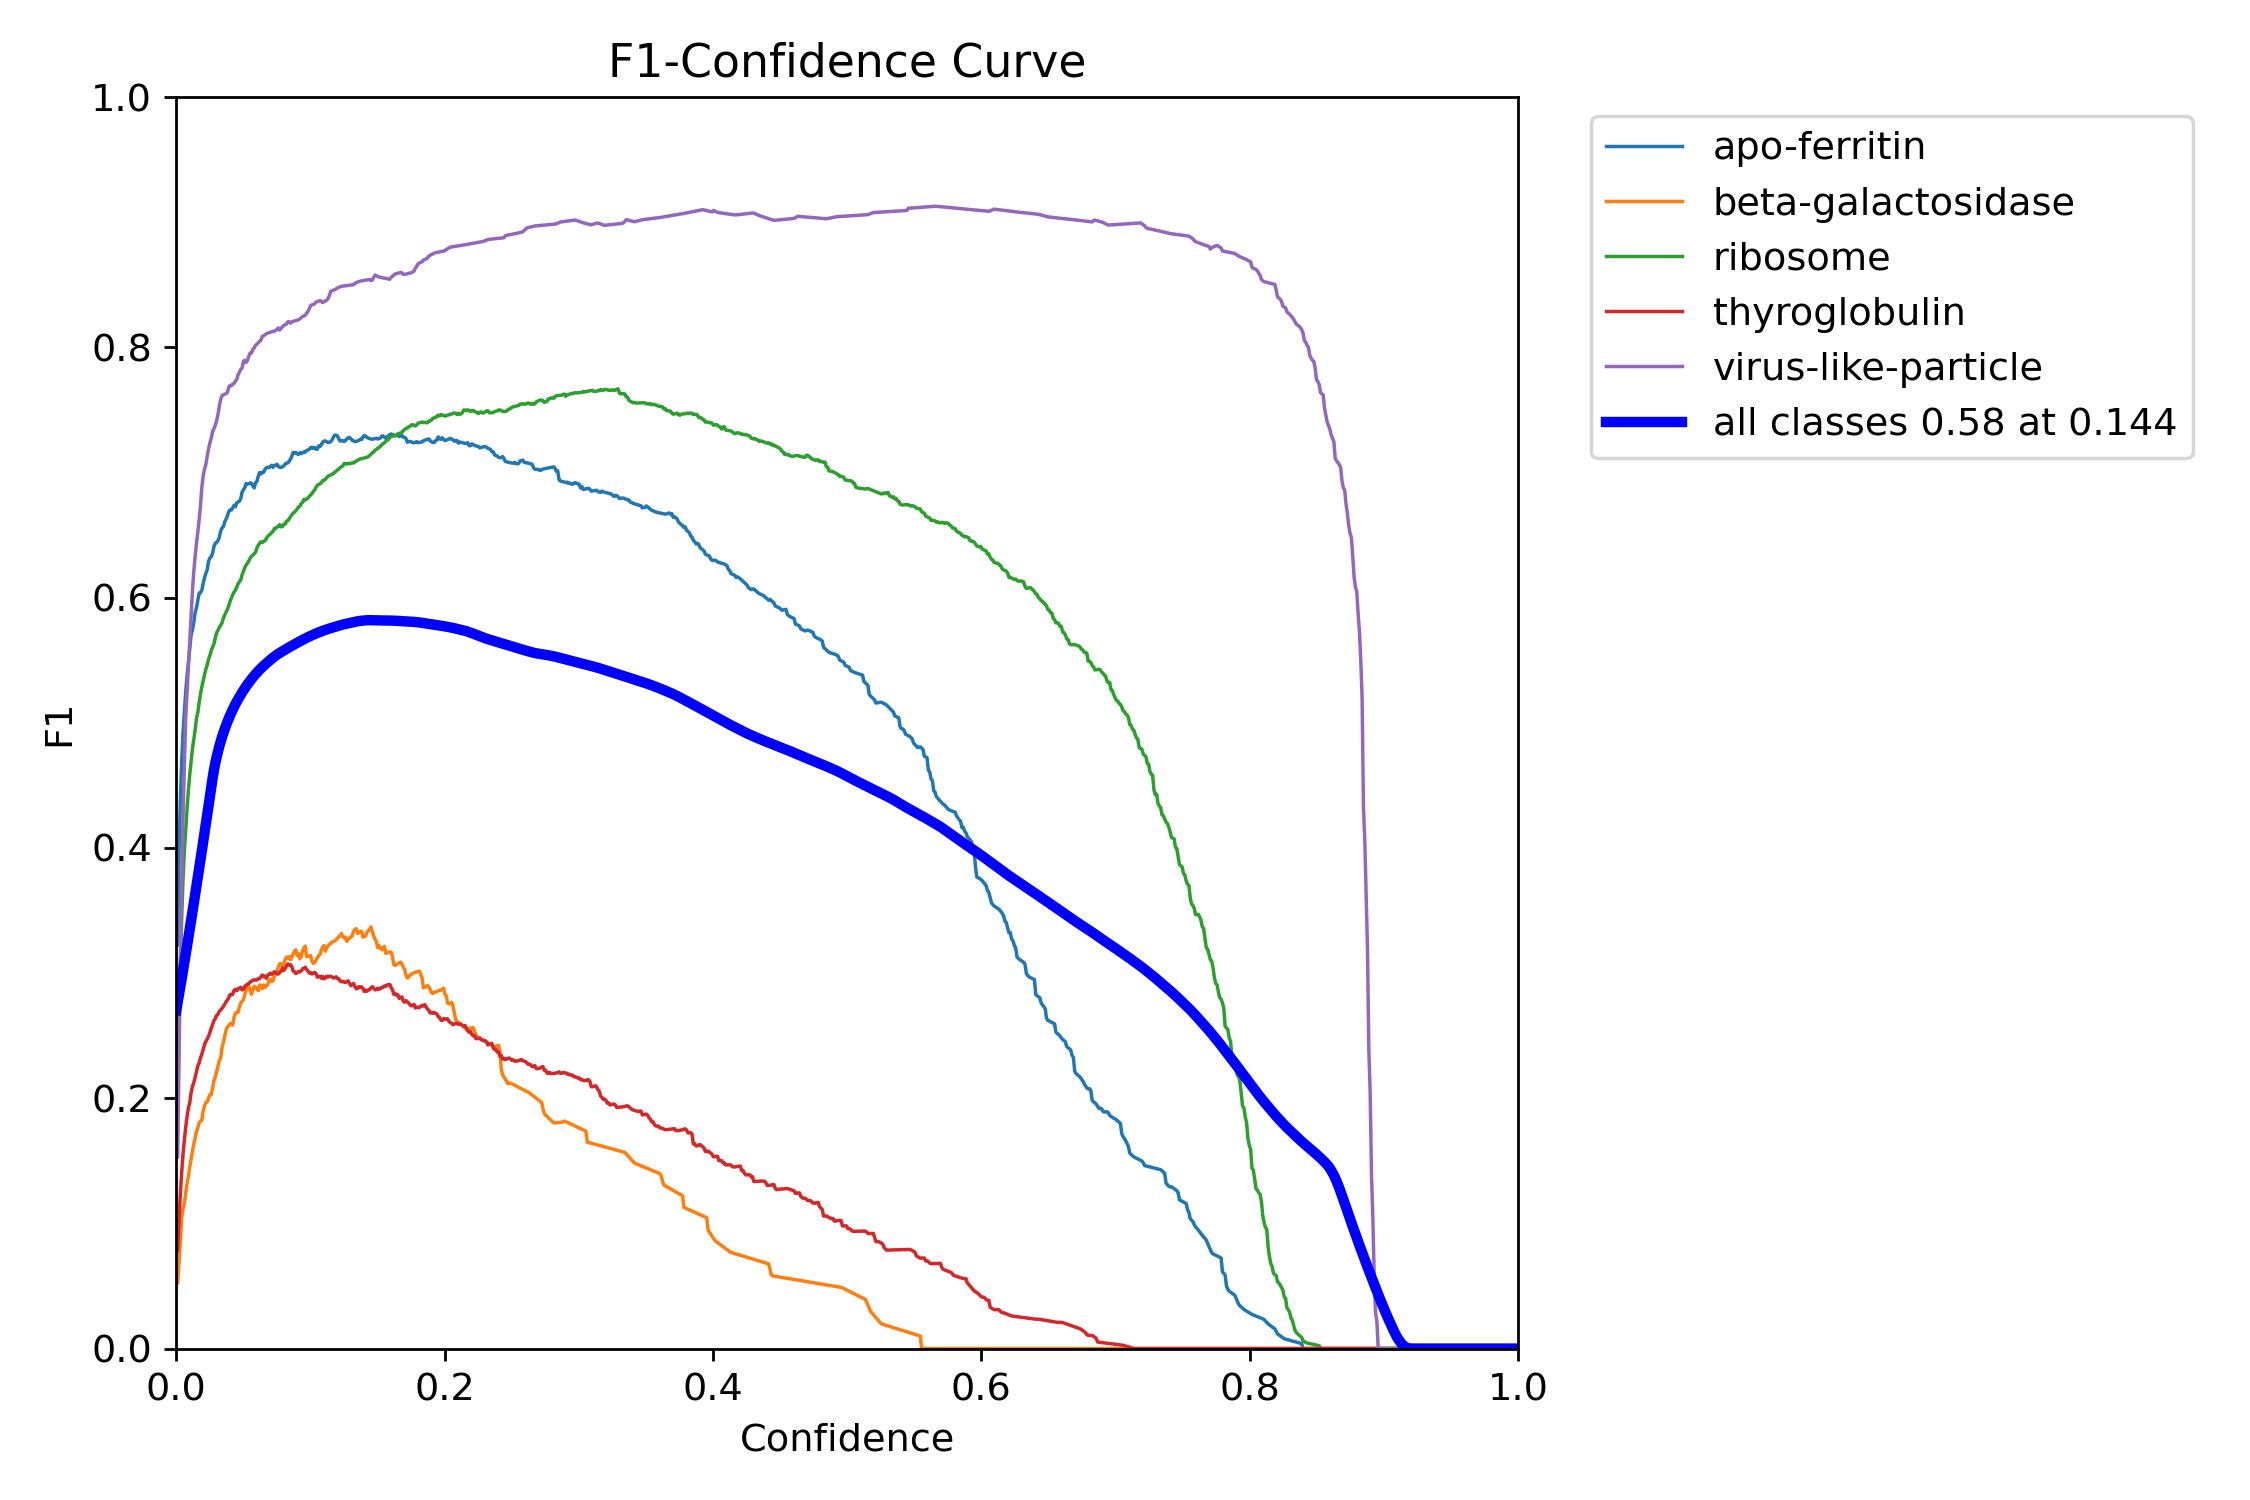 F1-Confidence Curve
1.0
0.8
0.6
0.4
0.2
0.0
F1
0.0 0.2 0.4 0.6 0.8 1.0
Confidence
apo-ferritin
beta-galactosidase
ribosome
thyroglobulin
virus-like-particle
all classes 0.58 at 0.144